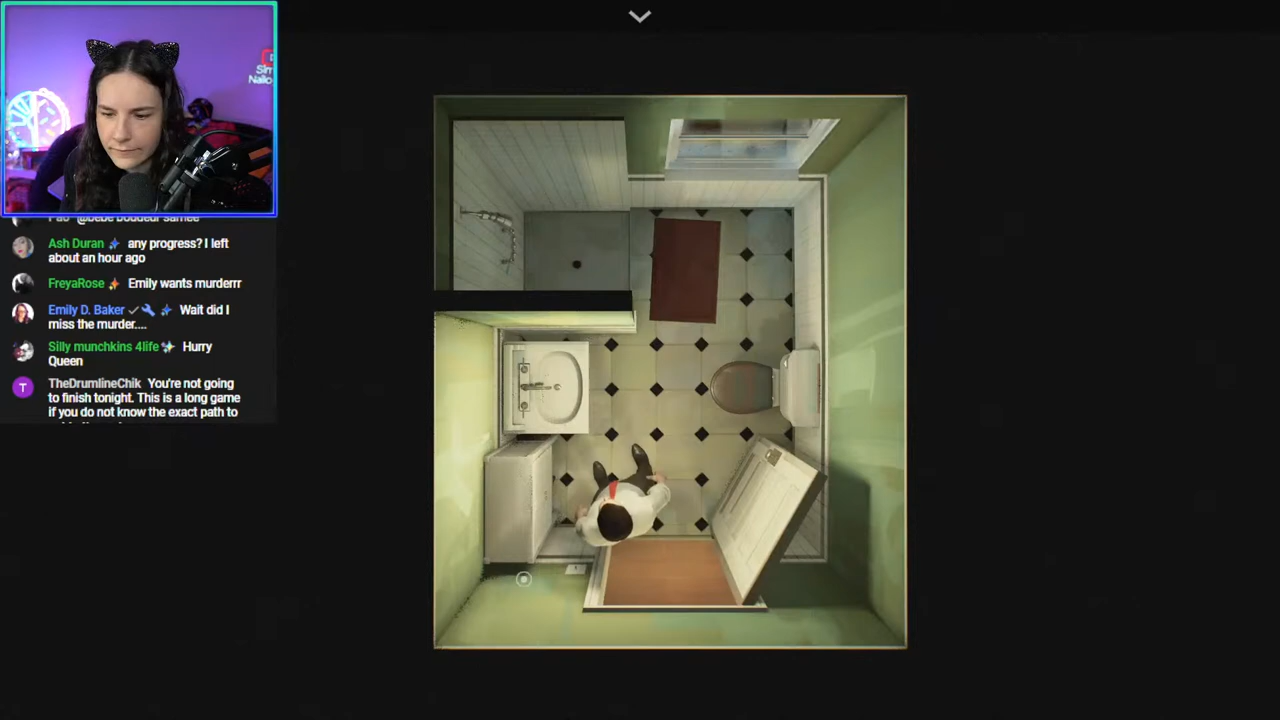 Ash Duran any progress? I left
about an hour ago
FreyaRose Emily wants murderrr
Emily D. Baker Wait did I
miss the murder....
Silly munchkins 4life Hurry
Queen
T TheDrumlineChik You're not going
to finish tonight. This is a long game
if you do not know the exact path to